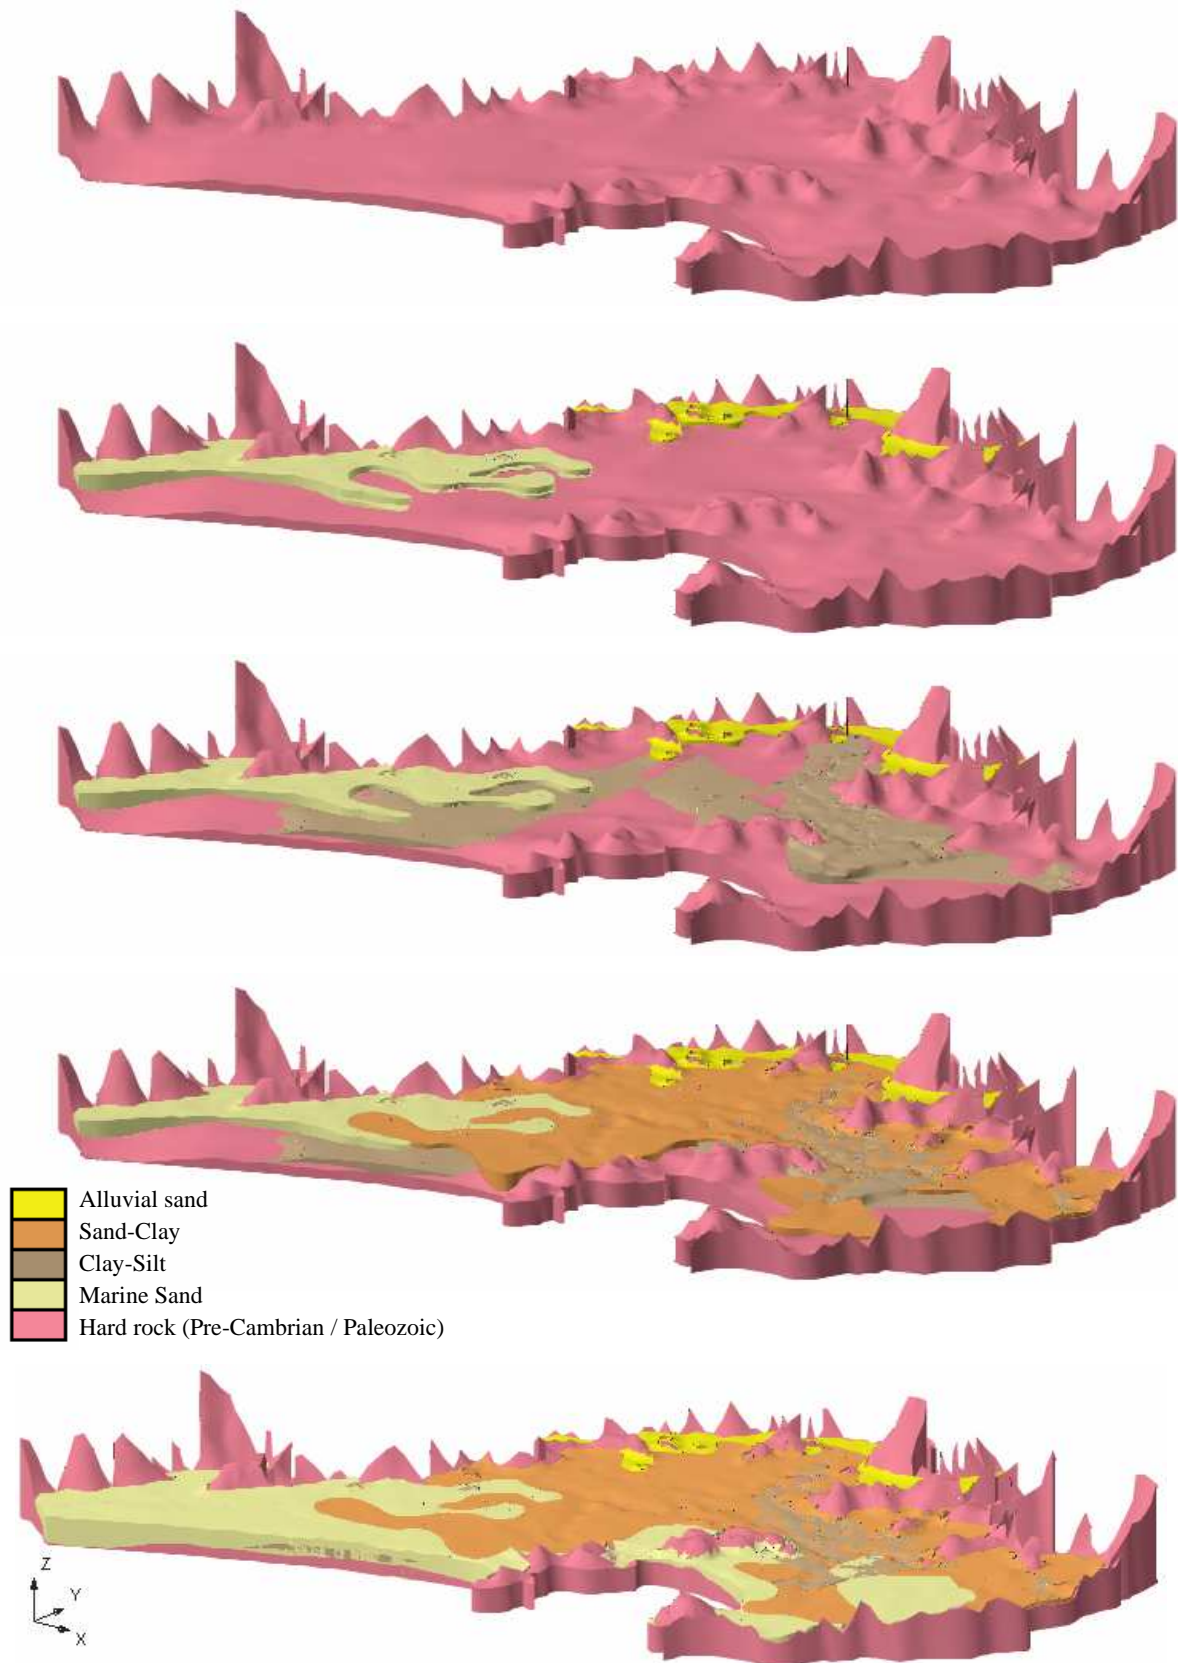 Alluvial sand
Sand-Clay
Clay-Silt
Marine Sand
Hard rock (Pre-Cambrian / Paleozoic)
Z
Y
X